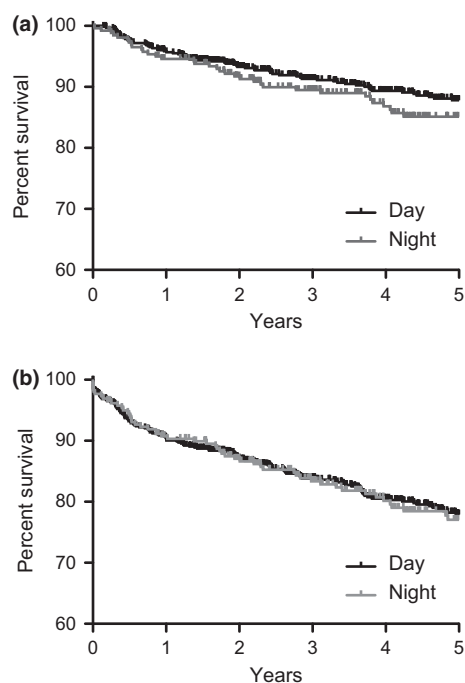 (a)
100
90
80
70
60
Percent survival
Day
Night
0 1 2 3 4 5
Years
(b)
100
90
80
70
60
Percent survival
Day
Night
0 1 2 3 4 5
Years